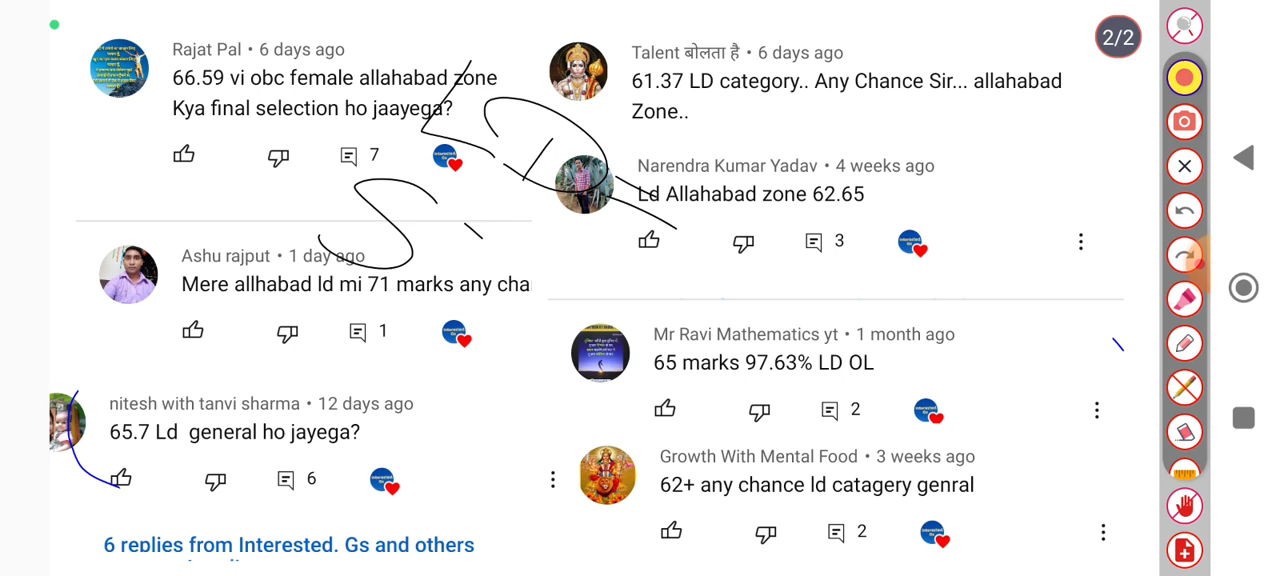 Rajat Pal • 6 days ago
66.59 vi obc female allahabad zone
Kya final selection ho jaayega?
7
Ashu rajput • 1 day ago
Mere allhabad ld mi 71 marks any cha
1
nitesh with tanvi sharma • 12 days ago
65.7 Ld general ho jayega?
6
6 replies from Interested. Gs and others
Talent बोलता है • 6 days ago
61.37 LD category.. Any Chance Sir... allahabad
Zone..
Narendra Kumar Yadav • 4 weeks ago
Ld Allahabad zone 62.65
3
Mr Ravi Mathematics yt • 1 month ago
65 marks 97.63% LD OL
2
Growth With Mental Food • 3 weeks ago
62+ any chance ld catagery genral
2
2/2